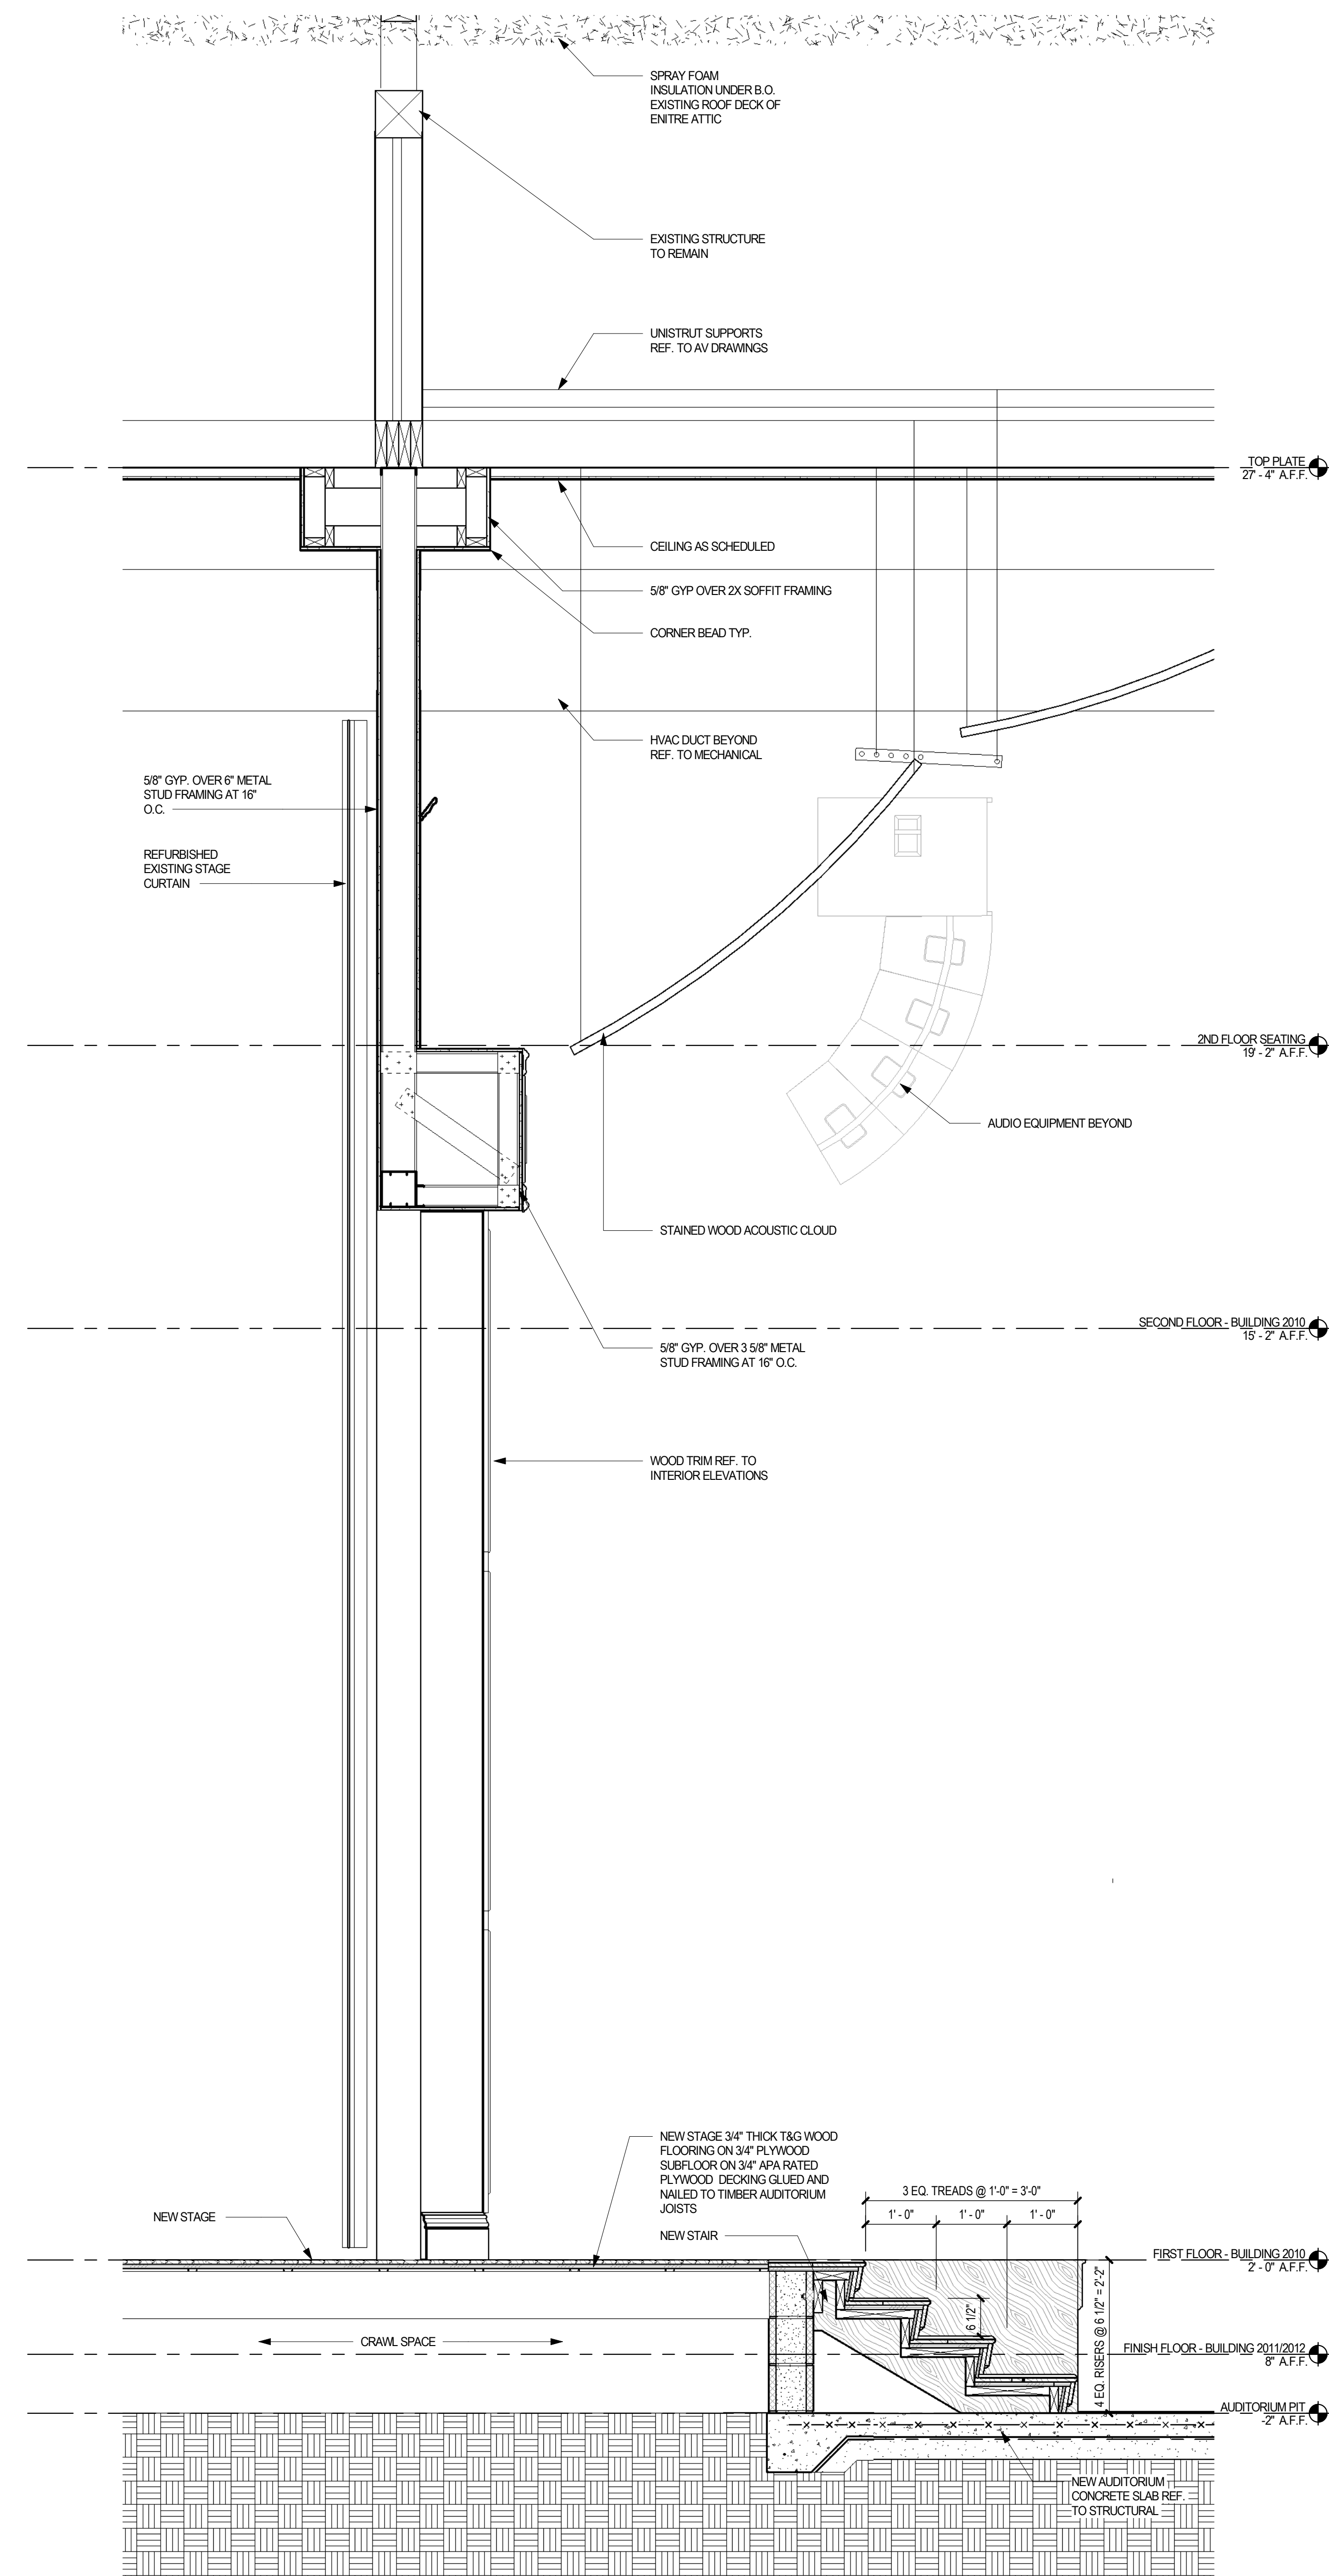 SPRAY FOAM
INSULATION UNDER B.O.
EXISTING ROOF DECK OF
ENITRE ATTIC
EXISTING STRUCTURE
TO REMAIN
UNISTRUT SUPPORTS
REF. TO AV DRAWINGS
TOP PLATE
27' - 4" A.F.F.
CEILING AS SCHEDULED
5/8" GYP OVER 2X SOFFIT FRAMING
CORNER BEAD TYP.
HVAC DUCT BEYOND
REF. TO MECHANICAL
5/8" GYP. OVER 6" METAL
STUD FRAMING AT 16"
O.C.
REFURBISHED
EXISTING STAGE
CURTAIN
2ND FLOOR SEATING
19' - 2" A.F.F.
AUDIO EQUIPMENT BEYOND
STAINED WOOD ACOUSTIC CLOUD
SECOND FLOOR - BUILDING 2010
15' - 2" A.F.F.
5/8" GYP. OVER 3 5/8" METAL
STUD FRAMING AT 16" O.C.
WOOD TRIM REF. TO
INTERIOR ELEVATIONS
NEW STAGE 3/4" THICK T&G WOOD
FLOORING ON 3/4" PLYWOOD
SUBFLOOR ON 3/4" APA RATED
PLYWOOD DECKING GLUED AND
NAILED TO TIMBER AUDITORIUM
JOISTS
3 EQ. TREADS @ 1'-0" = 3'-0"
1' - 0"
1' - 0"
1' - 0"
NEW STAGE
NEW STAIR
FIRST FLOOR - BUILDING 2010
2' - 0" A.F.F.
6 1/2"
4 EQ. RISERS @ 6 1/2" = 2'-2"
CRAWL SPACE
FINISH FLOOR - BUILDING 2011/2012
8" A.F.F.
AUDITORIUM PIT
-2" A.F.F.
NEW AUDITORIUM
CONCRETE SLAB REF.
TO STRUCTURAL